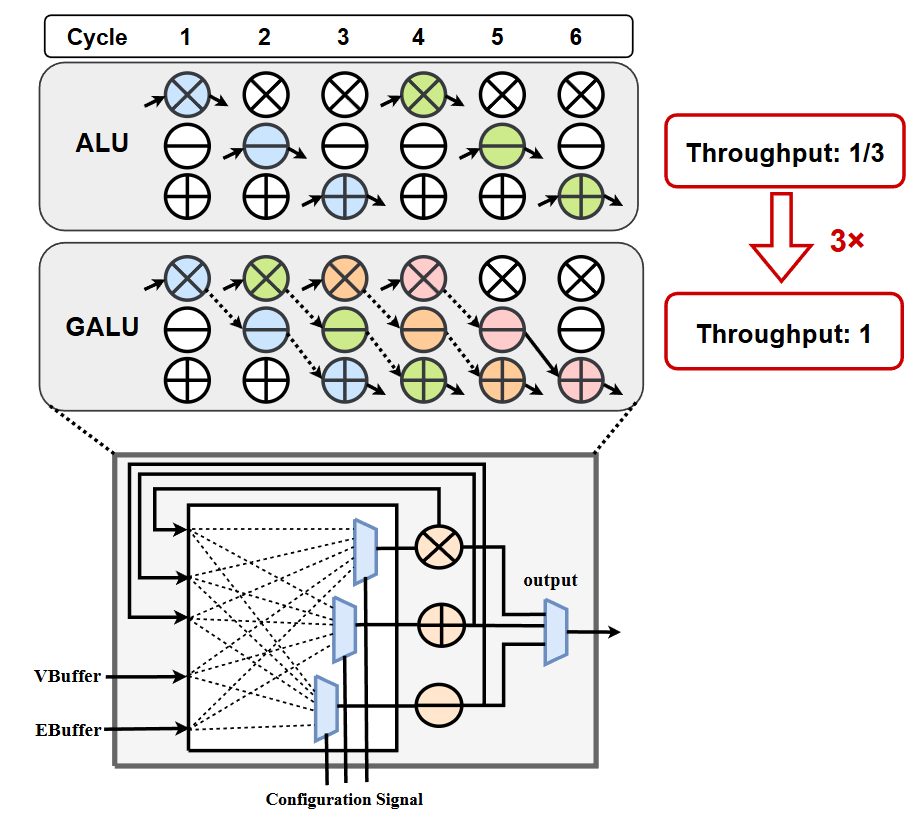 Cycle 1 2 3 4 5 6
ALU
Throughput: 1/3
3×
GALU
Throughput: 1
output
VBuffer
EBuffer
Configuration Signal